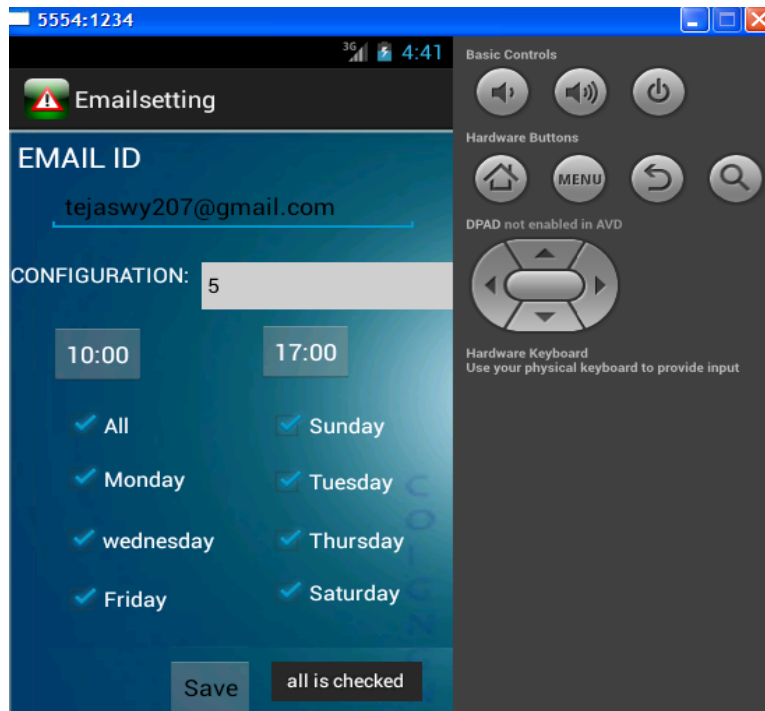 5554:1234
3G 4:41
Emailsetting
EMAIL ID
tejaswy207@gmail.com
CONFIGURATION: 5
10:00 17:00
All Sunday
Monday Tuesday
wednesday Thursday
Friday Saturday
Save all is checked
Basic Controls
Hardware Buttons
MENU
DPAD not enabled in AVD
Hardware Keyboard
Use your physical keyboard to provide input